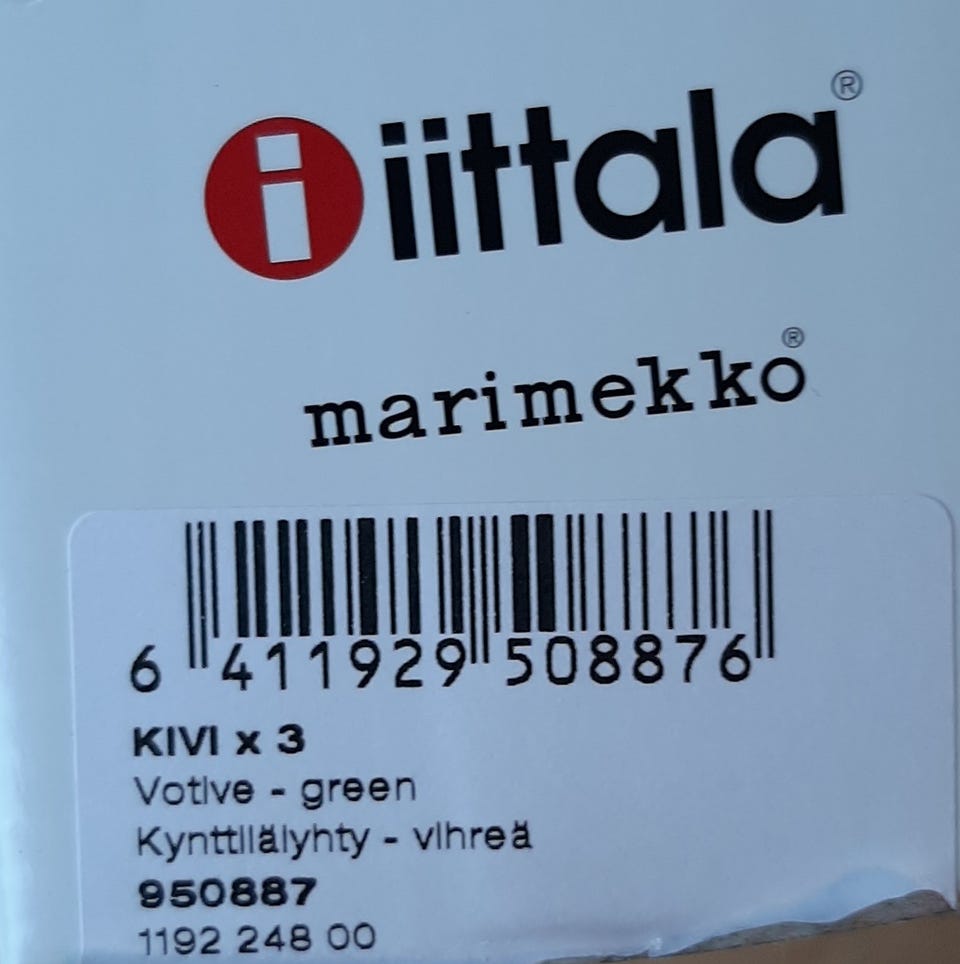 i iittala®
marimekko®
6 411929 508876
KIVI x 3
Votive - green
Kynttilälyhty - vihreä
950887
1192 248 00